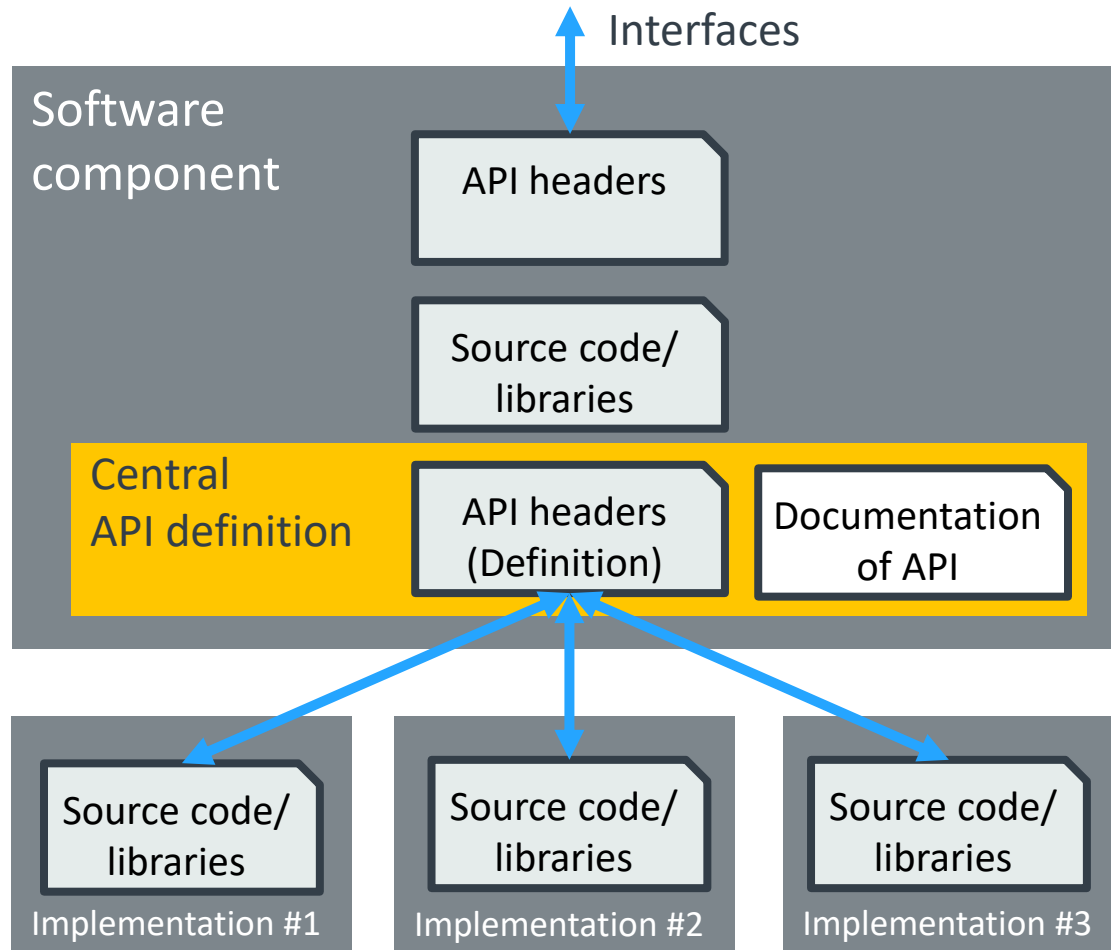 Interfaces
Software
component
API headers
Source code/
libraries
Central
API definition
API headers
(Definition)
Documentation
of API
Source code/
libraries
Implementation #1
Source code/
libraries
Implementation #2
Source code/
libraries
Implementation #3